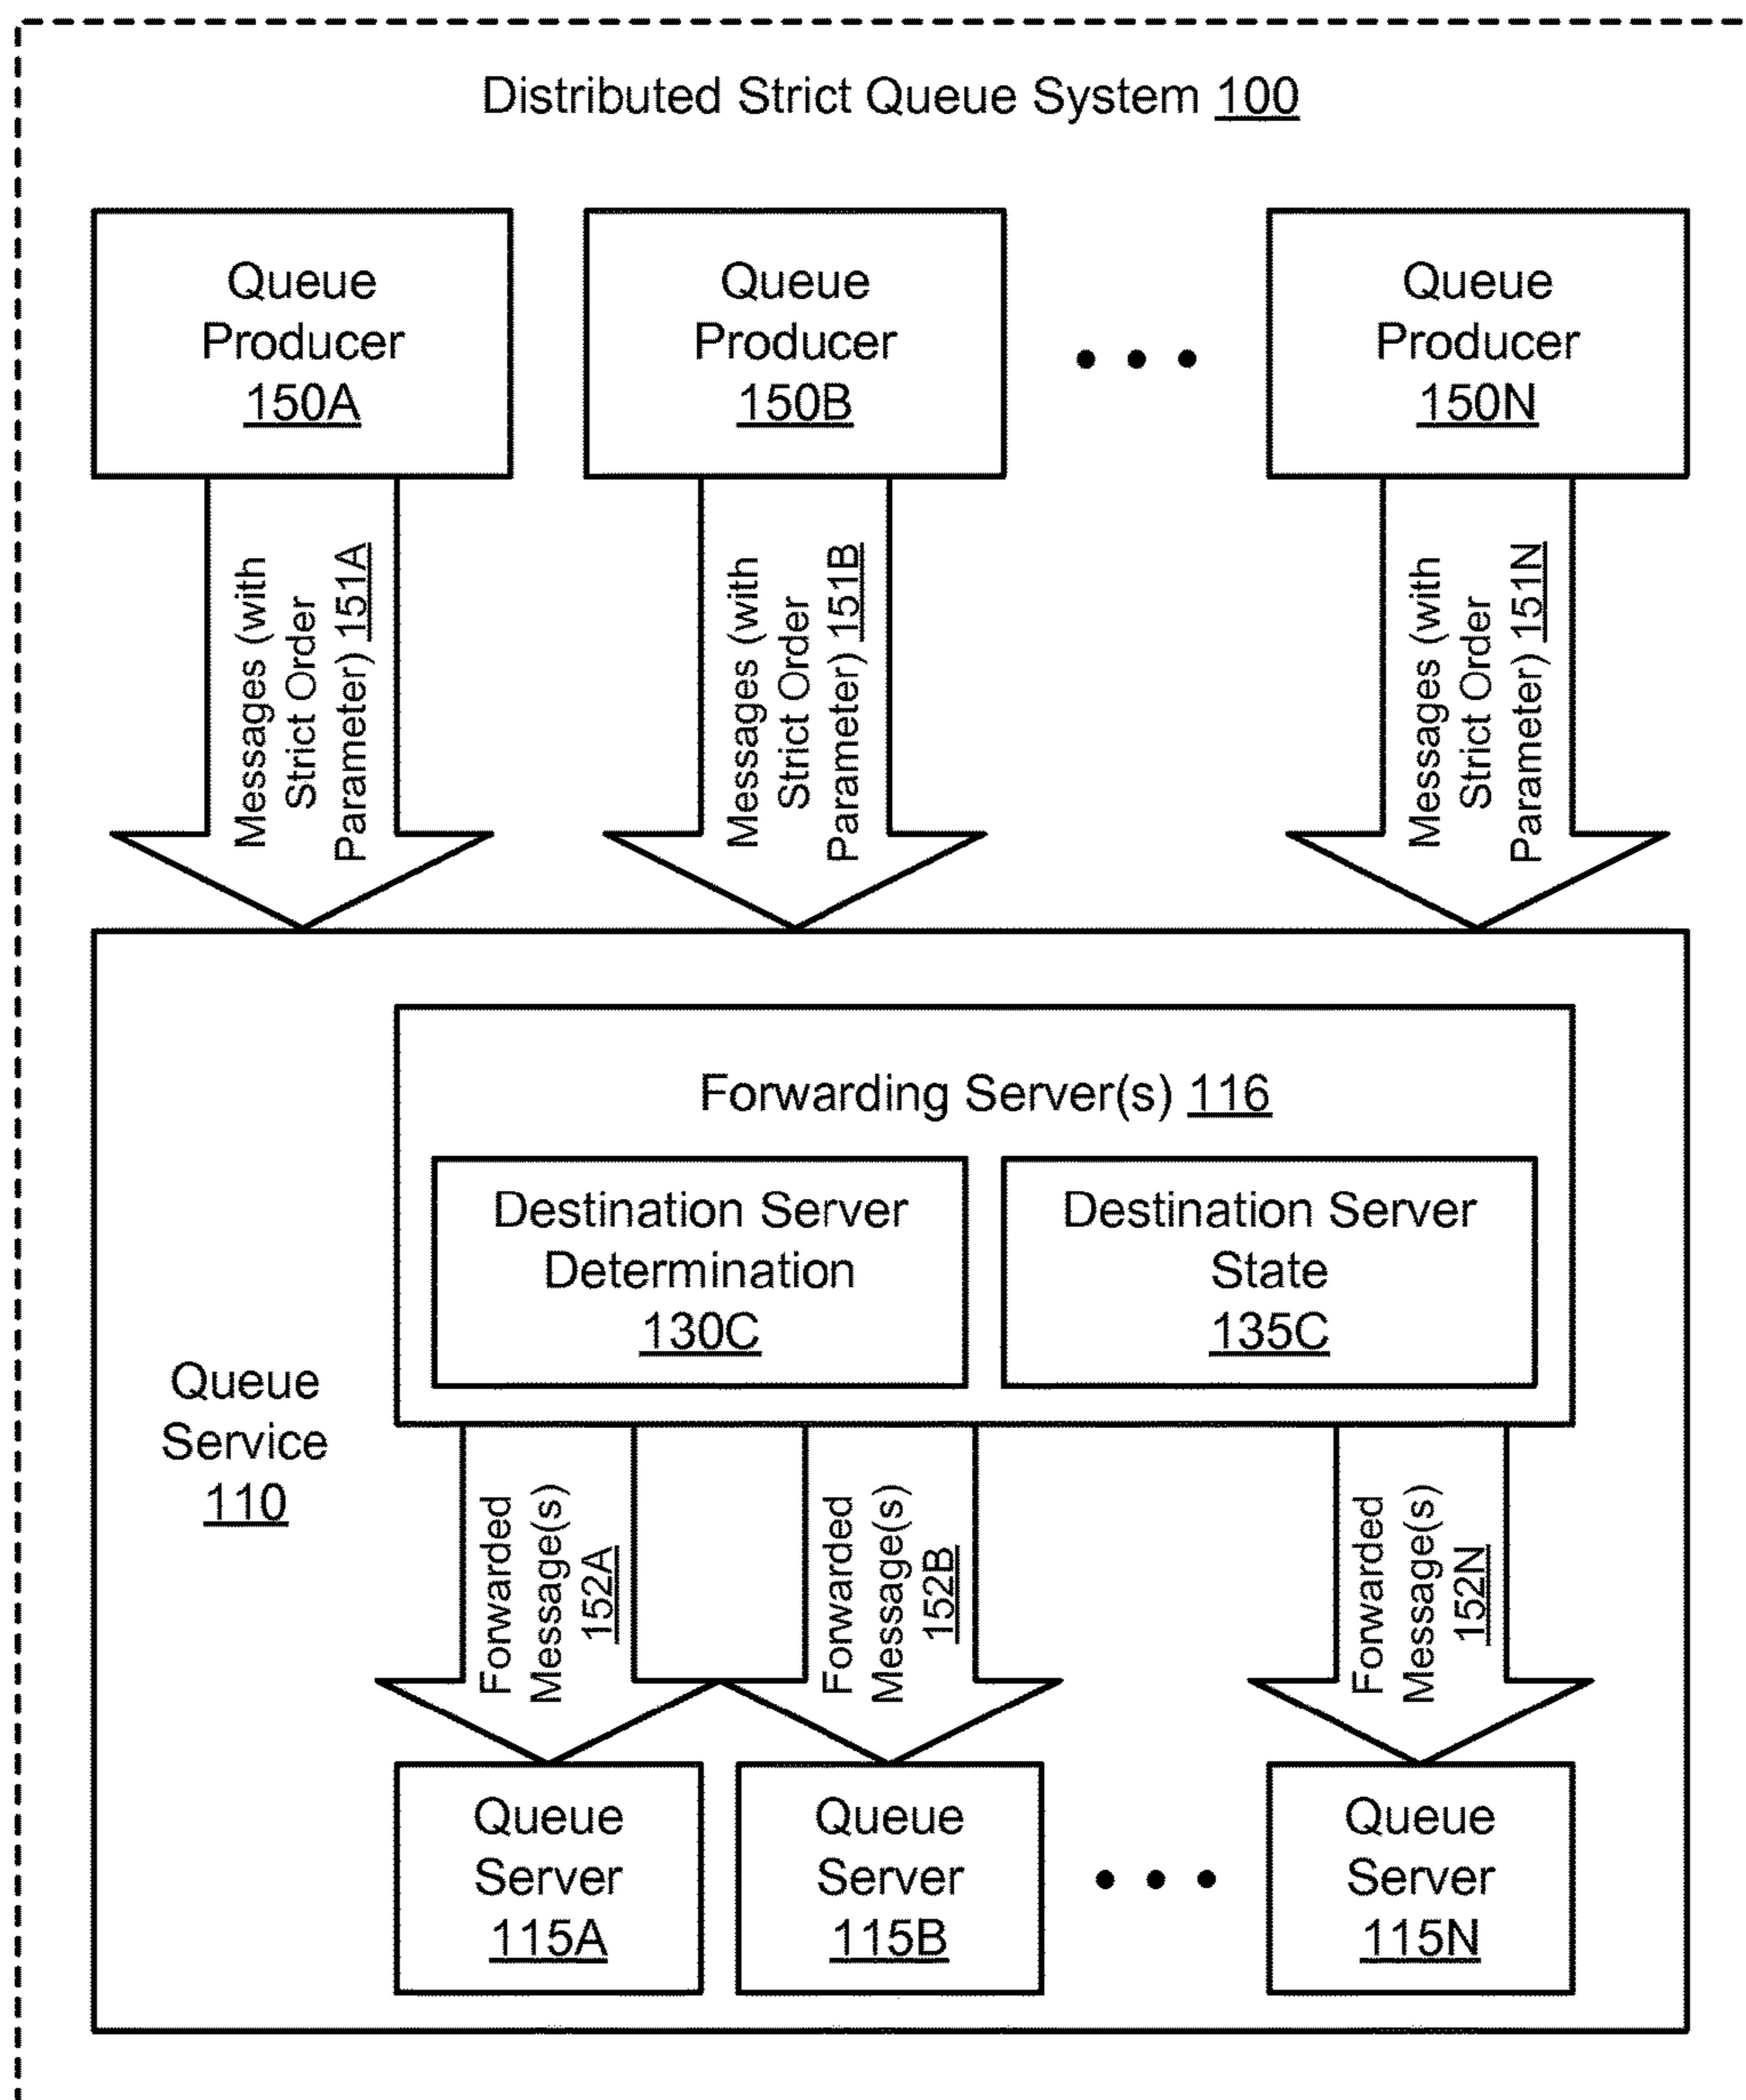 Distributed Strict Queue System 100
Queue
Producer
150A
Queue
Producer
150B
Queue
Producer
150N
Messages (with
Strict Order
Parameter) 151A
Messages (with
Strict Order
Parameter) 151B
Messages (with
Strict Order
Parameter) 151N
Forwarding Server(s) 116
Destination Server
Determination
130C
Destination Server
State
135C
Queue
Service
110
Forwarded
Message(s)
152A
Forwarded
Message(s)
152B
Forwarded
Message(s)
152N
Queue
Server
115A
Queue
Server
115B
Queue
Server
115N